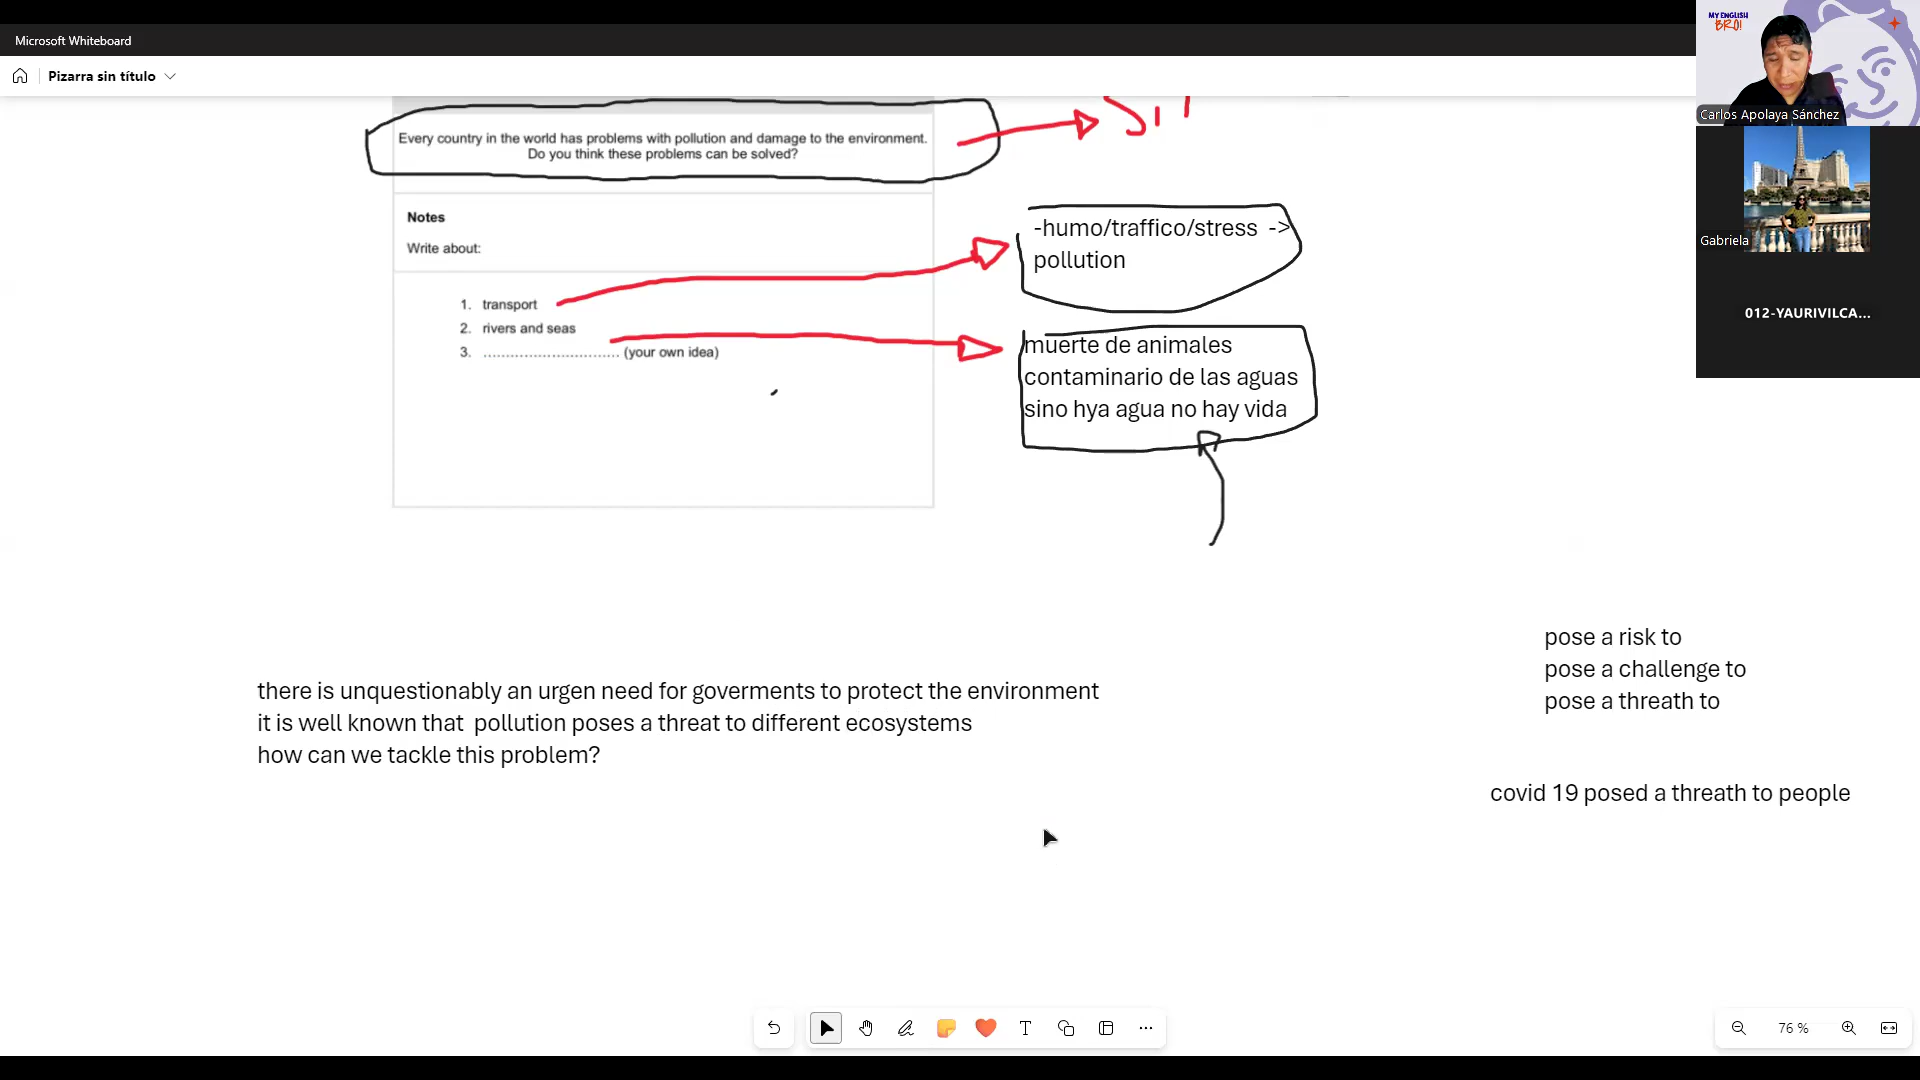 Microsoft Whiteboard
Pizarra sin título
MY ENGLISH
BRO!
Carlos Apolaya Sánchez
Gabriela
012-YAURIVILCA...
Every country in the world has problems with pollution and damage to the environment.
Do you think these problems can be solved?
Notes
Write about:
1. transport
2. rivers and seas
3. .............................. (your own idea)
-humo/traffico/stress ->
pollution
muerte de animales
contaminario de las aguas
sino hya agua no hay vida
there is unquestionably an urgen need for goverments to protect the environment
it is well known that pollution poses a threat to different ecosystems
how can we tackle this problem?
pose a risk to
pose a challenge to
pose a threath to
covid 19 posed a threath to people
76 %